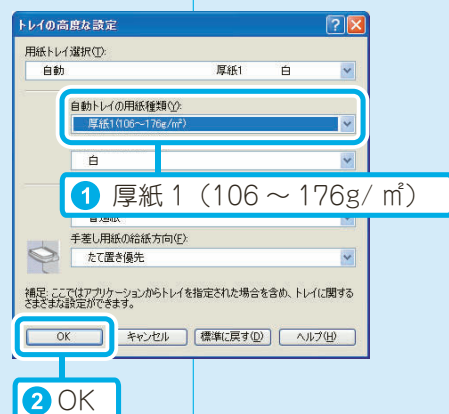 トレイの高度な設定
用紙トレイ選択(T):
自動 厚紙1 白
自動トレイの用紙種類(Y):
厚紙1(106～176g/㎡)
白
1 厚紙 1（106 ～ 176g/ ㎡）
普通紙
手差し用紙の給紙方向(F):
たて置き優先
補足: ここではアプリケーションからトレイを指定された場合を含め、トレイに関する
さまざまな設定ができます。
OK キャンセル 標準に戻す(D) ヘルプ(H)
2 OK